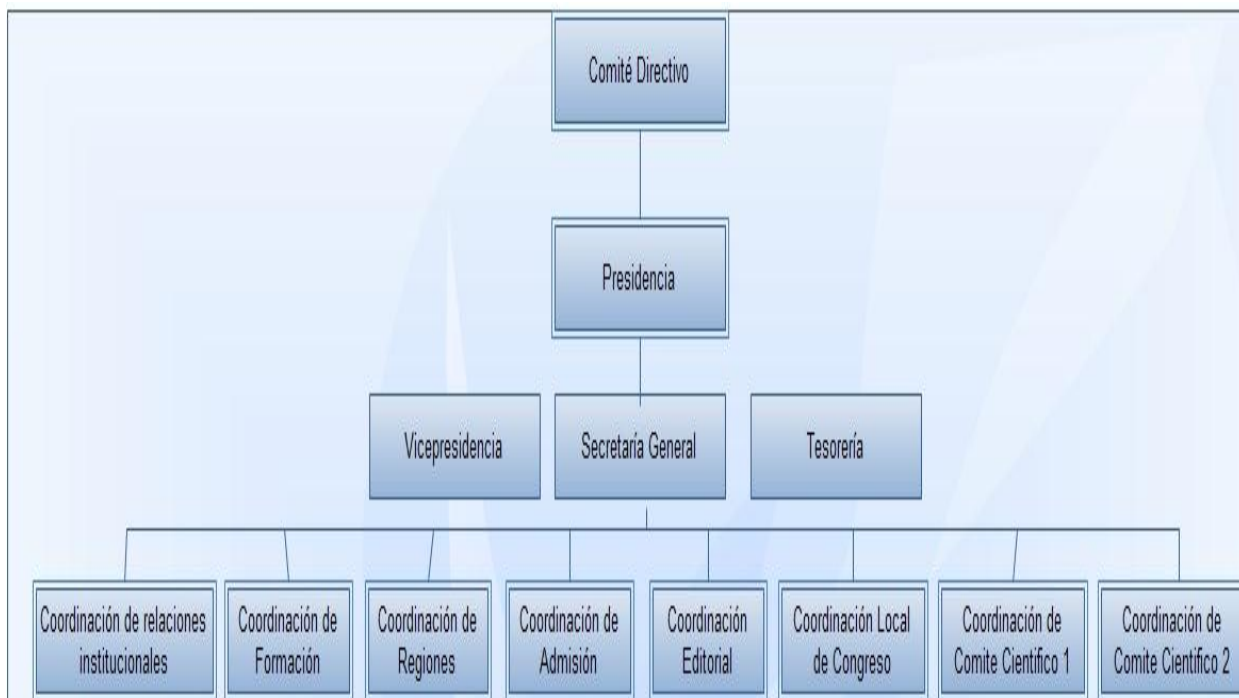 Comité Directivo
Presidencia
Vicepresidencia
Secretaría General
Tesorería
Coordinación de relaciones
institucionales
Coordinación de
Formación
Coordinación de
Regiones
Coordinación de
Admisión
Coordinación
Editorial
Coordinación Local
de Congreso
Coordinación de
Comite Científico 1
Coordinación de
Comite Científico 2